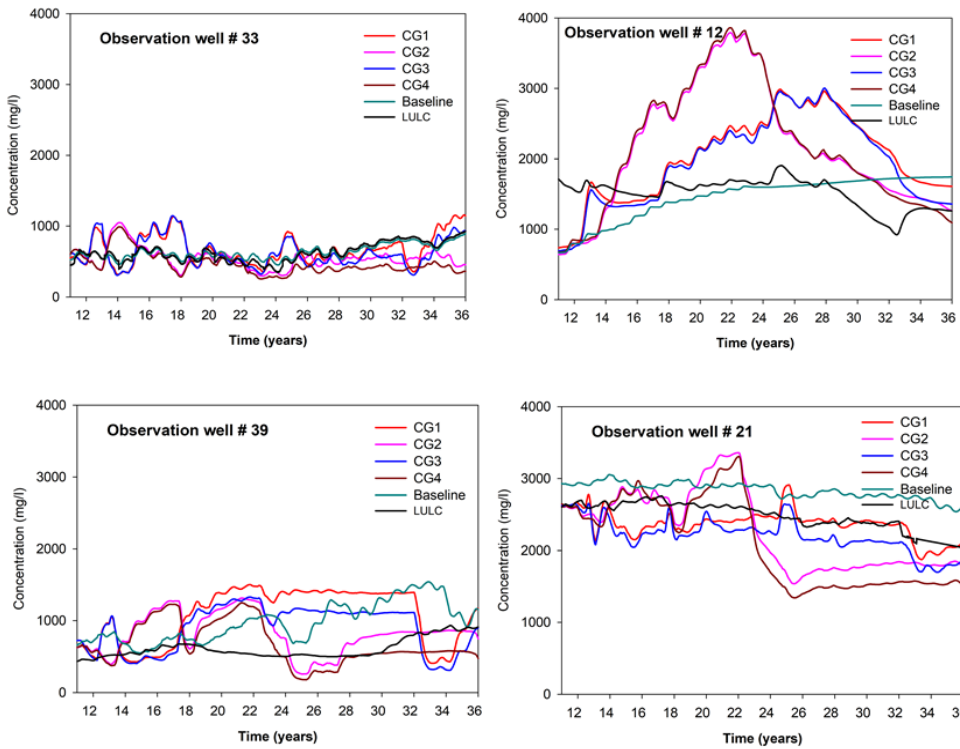 Observation well # 33
CG1
CG2
CG3
CG4
Baseline
LULC
Concentration (mg/l)
4000
3000
2000
1000
0
12 14 16 18 20 22 24 26 28 30 32 34 36
Time (years)
Observation well # 12
CG1
CG2
CG3
CG4
Baseline
LULC
Concentration (mg/l)
4000
3000
2000
1000
0
12 14 16 18 20 22 24 26 28 30 32 34 36
Time (years)
Observation well # 39
CG1
CG2
CG3
CG4
Baseline
LULC
Concentration (mg/l)
4000
3000
2000
1000
0
12 14 16 18 20 22 24 26 28 30 32 34 36
Time (years)
Observation well # 21
CG1
CG2
CG3
CG4
Baseline
LULC
Concentration (mg/l)
4000
3000
2000
1000
0
12 14 16 18 20 22 24 26 28 30 32 34 36
Time (years)